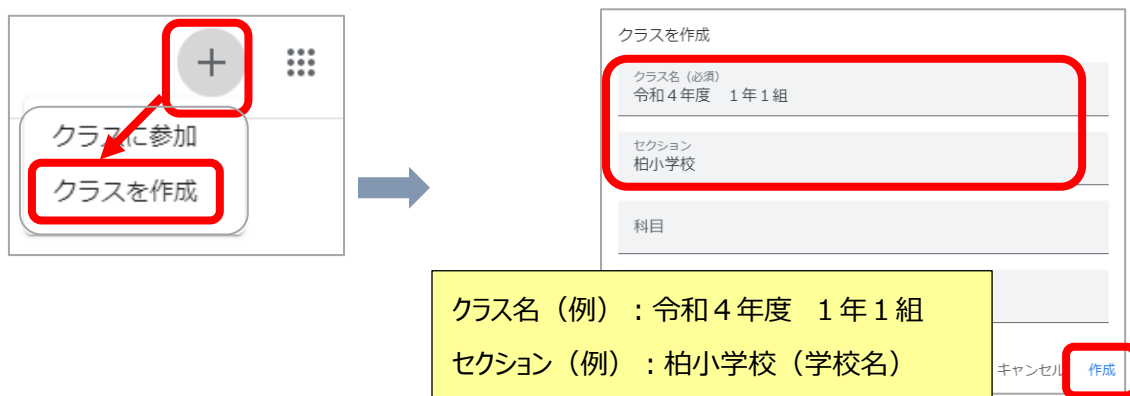 クラスに参加
クラスを作成
クラスを作成
クラス名（必須）
令和４年度　１年１組
セクション
柏小学校
科目
クラス名（例）：令和４年度　１年１組
セクション（例）：柏小学校（学校名）
キャンセル　作成